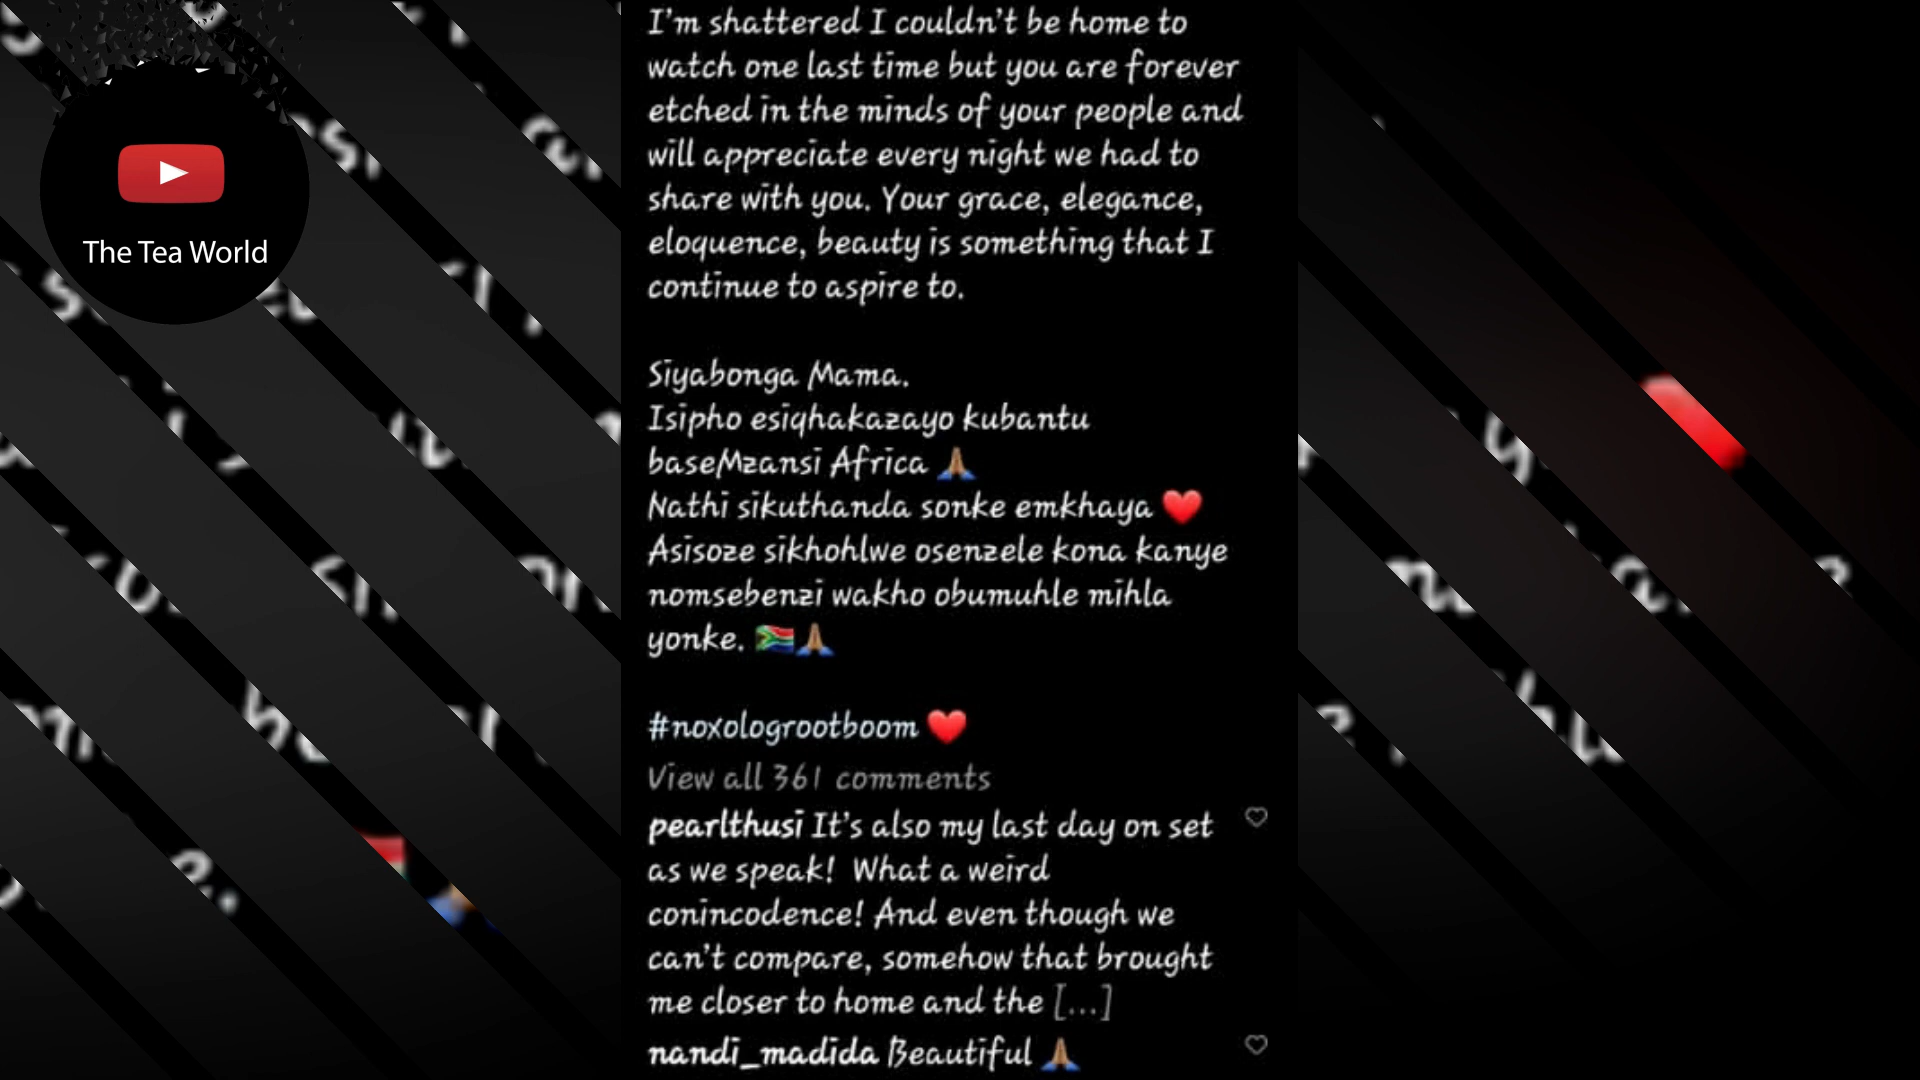 The Tea World
I'm shattered I couldn't be home to
watch one last time but you are forever
etched in the minds of your people and
will appreciate every night we had to
share with you. Your grace, elegance,
eloquence, beauty is something that I
continue to aspire to.
Siyabonga Mama.
Isipho esiqhakazayo kubantu
baseMzansi Africa 🙏🏽
Nathi sikuthanda sonke emkhaya ❤️
Asisoze sikhohlwe osenzele kona kanye
nomsebenzi wakho obumuhle mihla
yonke. 🇿🇦🙏🏽
#noxologrootboom ❤️
View all 361 comments
pearlthusi It's also my last day on set
as we speak! What a weird
conincodence! And even though we
can't compare, somehow that brought
me closer to home and the [...]
nandi_madida Beautiful 🙏🏽